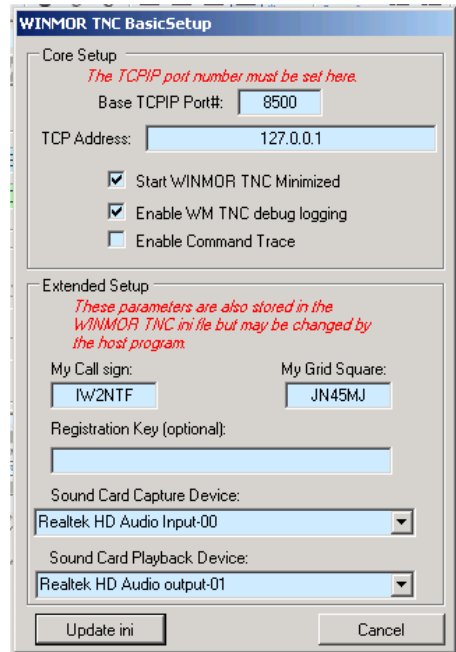 WINMOR TNC BasicSetup
Core Setup
The TCPIP port number must be set here.
Base TCPIP Port#: 8500
TCP Address: 127.0.0.1
Start WINMOR TNC Minimized
Enable WM TNC debug logging
Enable Command Trace
Extended Setup
These parameters are also stored in the
WINMOR TNC ini fle but may be changed by
the host program.
My Call sign: My Grid Square:
IW2NTF JN45MJ
Registration Key (optional):
Sound Card Capture Device:
Realtek HD Audio Input-00
Sound Card Playback Device:
Realtek HD Audio output-01
Update ini Cancel